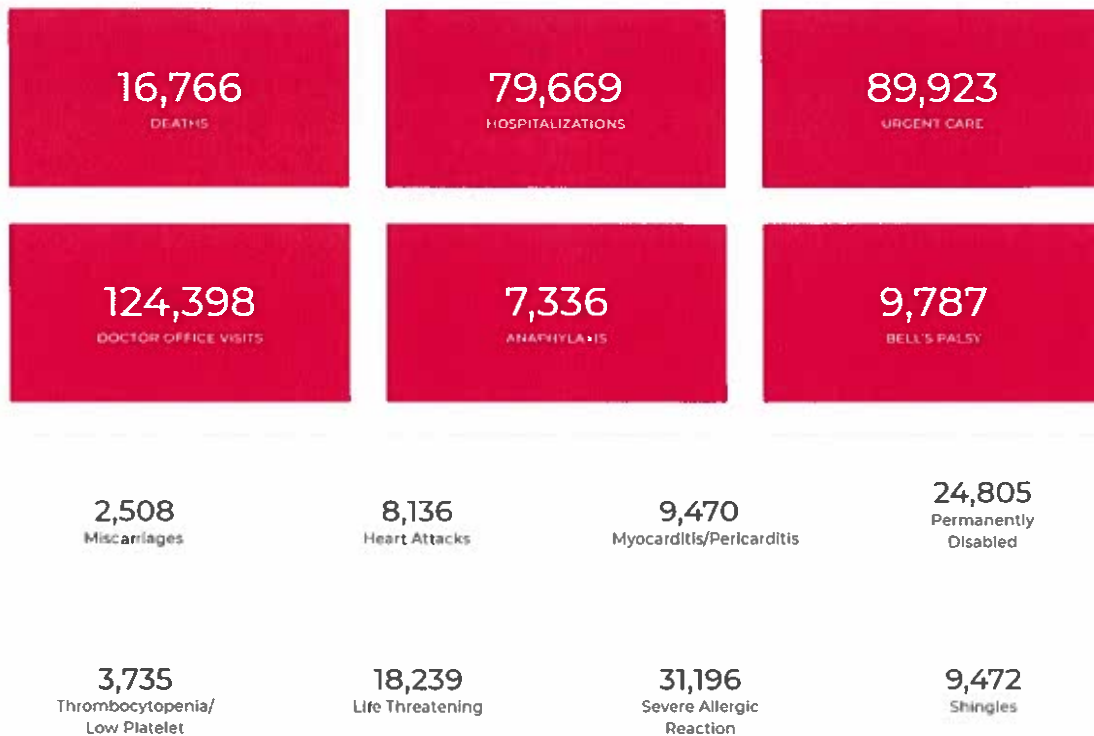 16,766
DEATHS
79,669
HOSPITALIZATIONS
89,923
URGENT CARE
124,398
DOCTOR OFFICE VISITS
7,336
ANAPHYLAXIS
9,787
BELL'S PALSY
2,508
Miscarriages
8,136
Heart Attacks
9,470
Myocarditis/Pericarditis
24,805
Permanently
Disabled
3,735
Thrombocytopenia/
Low Platelet
18,239
Life Threatening
31,196
Severe Allergic
Reaction
9,472
Shingles